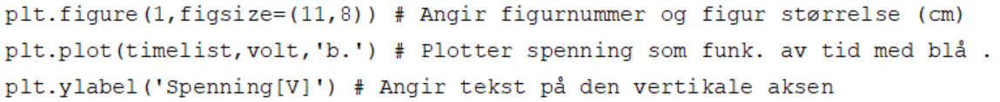 plt.figure(1,figsize=(11,8)) # Angir figurnummer og figur størrelse (cm)
plt.plot(timelist,volt,'b.') # Plotter spenning som funk. av tid med blå .
plt.ylabel('Spenning[V]') # Angir tekst på den vertikale aksen